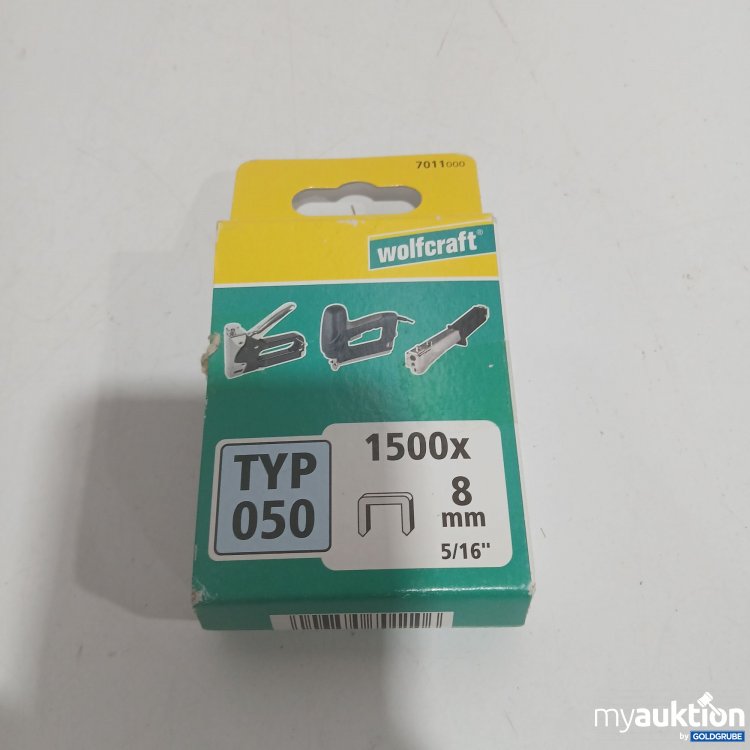 7011000
wolfcraft®
TYP
050
1500x
8
mm
5/16"
myauktion
by GOLDGRUBE